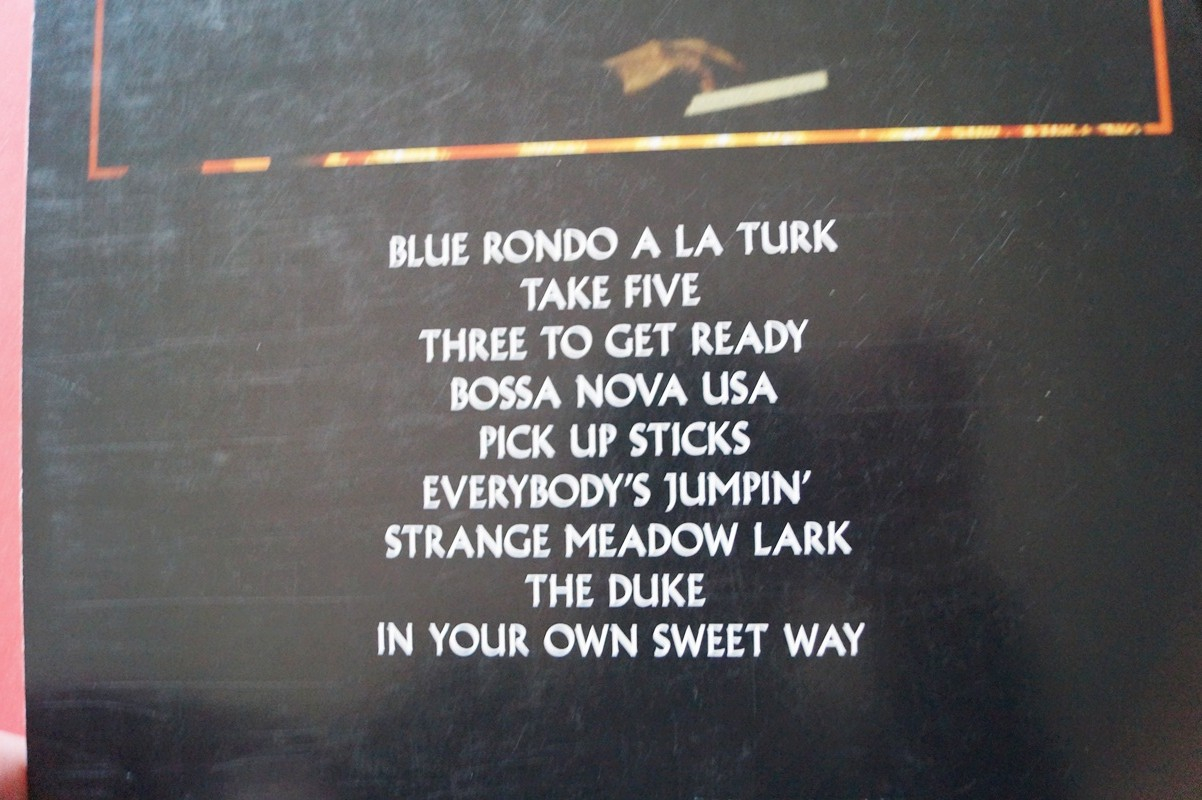 BLUE RONDO A LA TURK
TAKE FIVE
THREE TO GET READY
BOSSA NOVA USA
PICK UP STICKS
EVERYBODY'S JUMPIN'
STRANGE MEADOW LARK
THE DUKE
IN YOUR OWN SWEET WAY